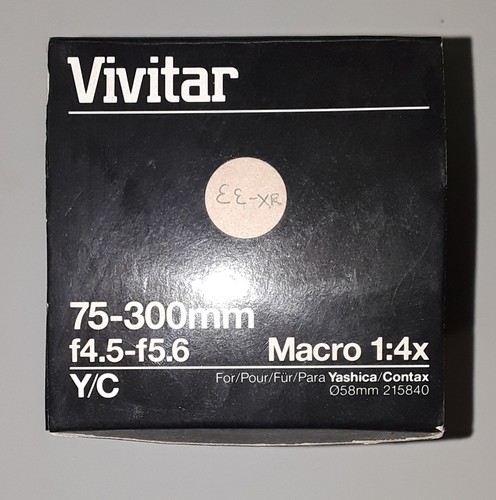 Vivitar
EE-XR
75-300mm
f4.5-f5.6 Macro 1:4x
Y/C For/Pour/Für/Para Yashica/Contax
Ø58mm 215840